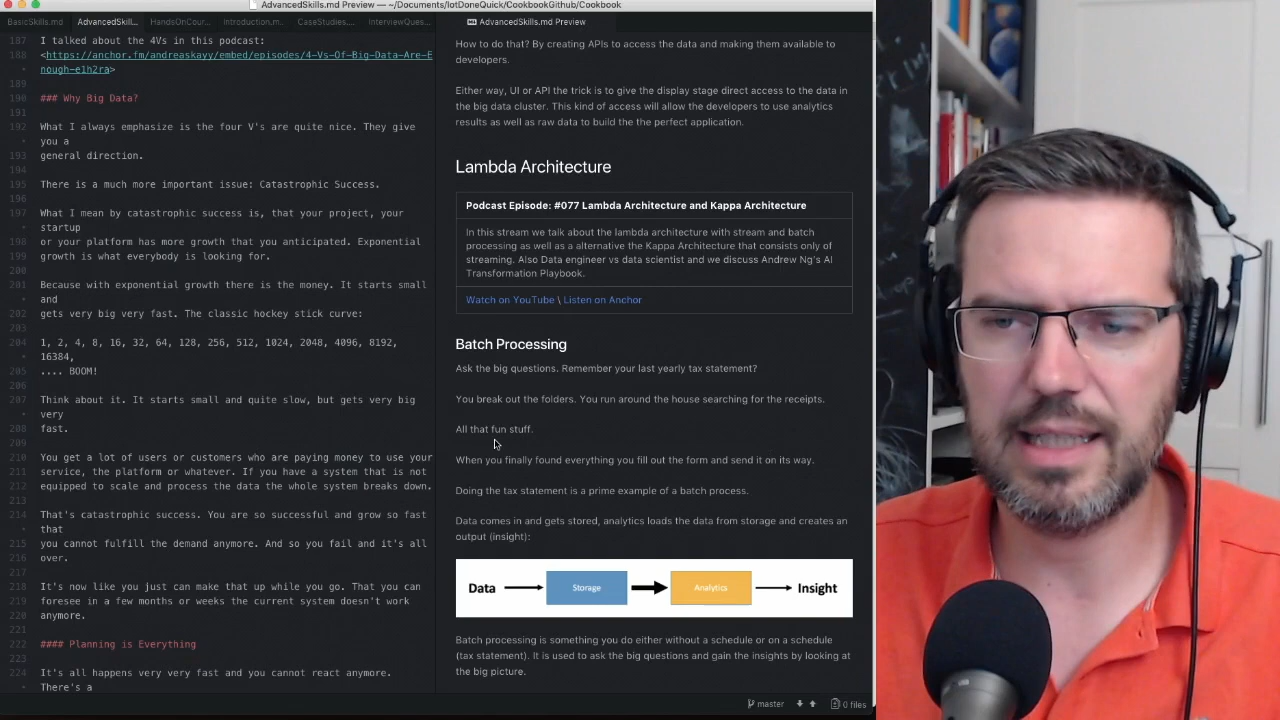 AdvancedSkills.md Preview — ~/Documents/IotDoneQuick/CookbookGithub/Cookbook
BasicSkills.md
AdvancedSkill...
HandsOnCour...
Introduction.m...
CaseStudies....
InterviewQues...
AdvancedSkills.md Preview
187 I talked about the 4Vs in this podcast:
188 <https://anchor.fm/andreaskayy/embed/episodes/4-Vs-Of-Big-Data-Are-E
nough-e1h2ra>
189
190 ### Why Big Data?
191
192 What I always emphasize is the four V's are quite nice. They give
you a
193 general direction.
194
195 There is a much more important issue: Catastrophic Success.
196
197 What I mean by catastrophic success is, that your project, your
startup
198 or your platform has more growth that you anticipated. Exponential
199 growth is what everybody is looking for.
200
201 Because with exponential growth there is the money. It starts small
and
202 gets very big very fast. The classic hockey stick curve:
203
204 1, 2, 4, 8, 16, 32, 64, 128, 256, 512, 1024, 2048, 4096, 8192,
16384,
205 .... BOOM!
206
207 Think about it. It starts small and quite slow, but gets very big
very
208 fast.
209
210 You get a lot of users or customers who are paying money to use your
211 service, the platform or whatever. If you have a system that is not
212 equipped to scale and process the data the whole system breaks down.
213
214 That's catastrophic success. You are so successful and grow so fast
that
215 you cannot fulfill the demand anymore. And so you fail and it's all
216 over.
217
218 It's now like you just can make that up while you go. That you can
219 foresee in a few months or weeks the current system doesn't work
220 anymore.
221
222 #### Planning is Everything
223
224 It's all happens very very fast and you cannot react anymore.
There's a
How to do that? By creating APIs to access the data and making them available to
developers.
Either way, UI or API the trick is to give the display stage direct access to the data in
the big data cluster. This kind of access will allow the developers to use analytics
results as well as raw data to build the the perfect application.
Lambda Architecture
Podcast Episode: #077 Lambda Architecture and Kappa Architecture
In this stream we talk about the lambda architecture with stream and batch
processing as well as a alternative the Kappa Architecture that consists only of
streaming. Also Data engineer vs data scientist and we discuss Andrew Ng's AI
Transformation Playbook.
Watch on YouTube \ Listen on Anchor
Batch Processing
Ask the big questions. Remember your last yearly tax statement?
You break out the folders. You run around the house searching for the receipts.
All that fun stuff.
When you finally found everything you fill out the form and send it on its way.
Doing the tax statement is a prime example of a batch process.
Data comes in and gets stored, analytics loads the data from storage and creates an
output (insight):
Data Storage Analytics Insight
Batch processing is something you do either without a schedule or on a schedule
(tax statement). It is used to ask the big questions and gain the insights by looking at
the big picture.
master
0 files